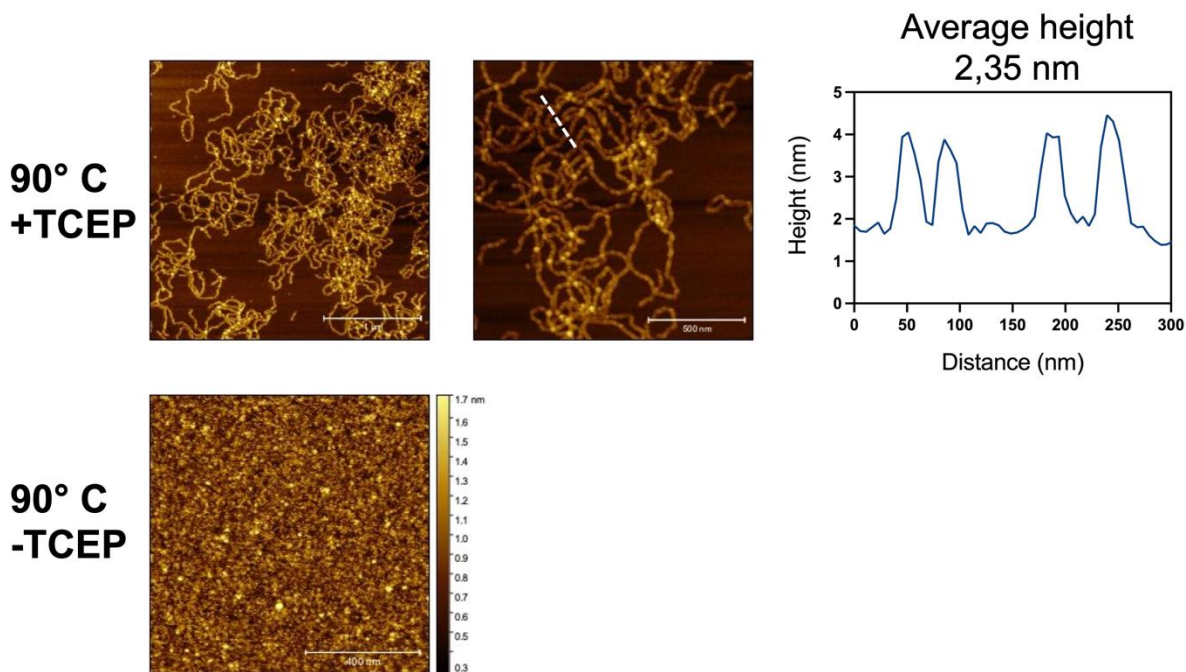 90° C
+TCEP
1 µm
500 nm
Average height
2,35 nm
Height (nm)
5
4
3
2
1
0
0 50 100 150 200 250 300
Distance (nm)
90° C
-TCEP
400 nm
1.7 nm
1.6
1.5
1.4
1.3
1.2
1.1
1.0
0.9
0.8
0.7
0.6
0.5
0.3